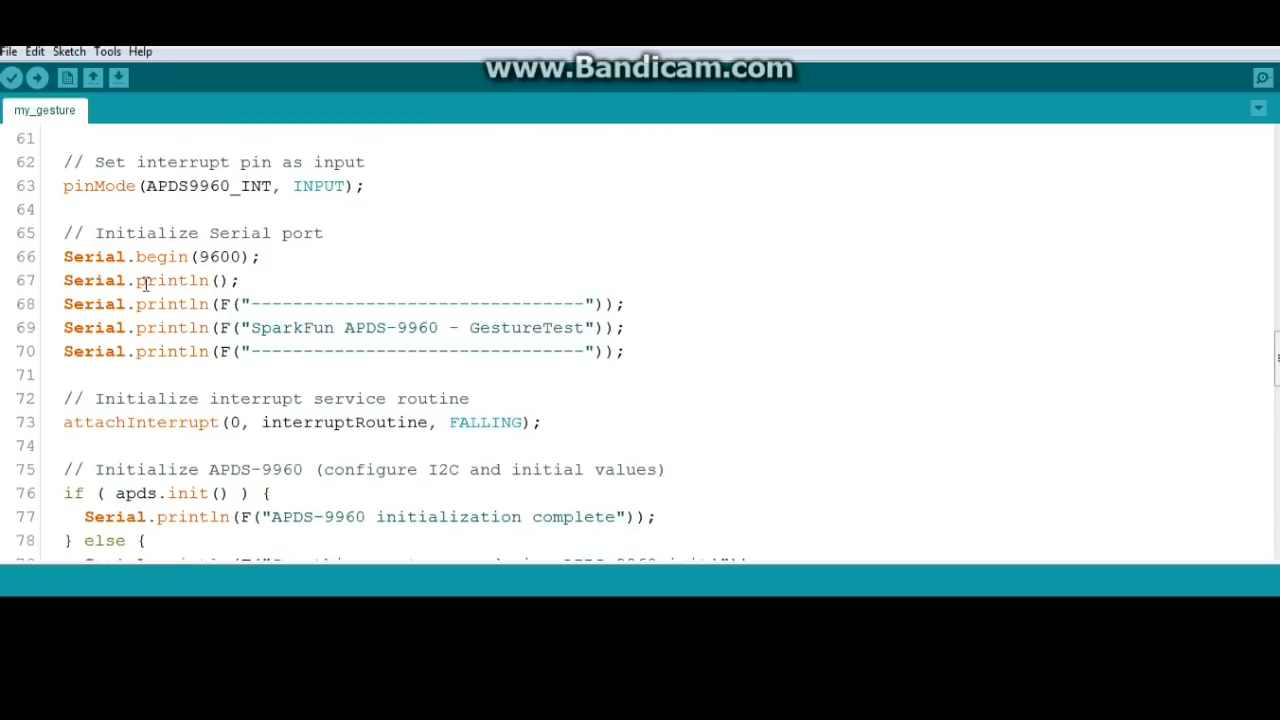 File Edit Sketch Tools Help
www.Bandicam.com
my_gesture
61
62 // Set interrupt pin as input
63 pinMode(APDS9960_INT, INPUT);
64
65 // Initialize Serial port
66 Serial.begin(9600);
67 Serial.println();
68 Serial.println(F("--------------------------------"));
69 Serial.println(F("SparkFun APDS-9960 - GestureTest"));
70 Serial.println(F("--------------------------------"));
71
72 // Initialize interrupt service routine
73 attachInterrupt(0, interruptRoutine, FALLING);
74
75 // Initialize APDS-9960 (configure I2C and initial values)
76 if ( apds.init() ) {
77 Serial.println(F("APDS-9960 initialization complete"));
78 } else {